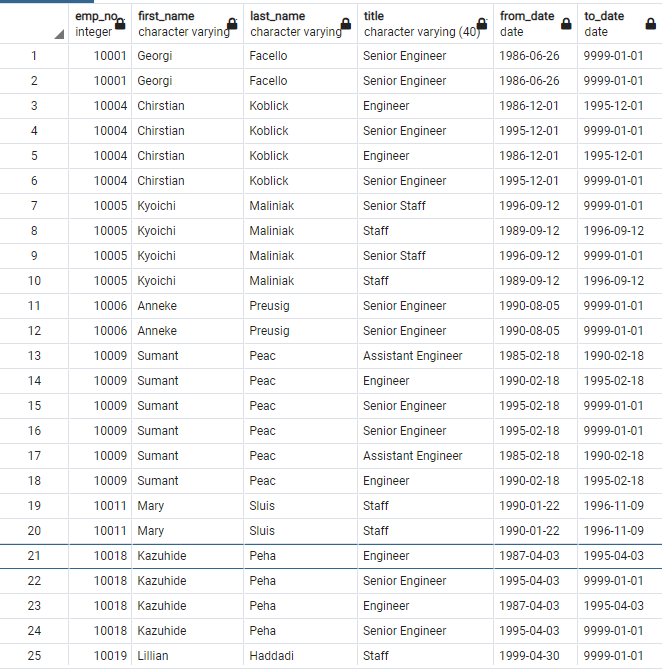 emp_no first_name last_name title from_date to_date
integer character varying character varying character varying (40) date date
1 10001 Georgi Facello Senior Engineer 1986-06-26 9999-01-01
2 10001 Georgi Facello Senior Engineer 1986-06-26 9999-01-01
3 10004 Chirstian Koblick Engineer 1986-12-01 1995-12-01
4 10004 Chirstian Koblick Senior Engineer 1995-12-01 9999-01-01
5 10004 Chirstian Koblick Engineer 1986-12-01 1995-12-01
6 10004 Chirstian Koblick Senior Engineer 1995-12-01 9999-01-01
7 10005 Kyoichi Maliniak Senior Staff 1996-09-12 9999-01-01
8 10005 Kyoichi Maliniak Staff 1989-09-12 1996-09-12
9 10005 Kyoichi Maliniak Senior Staff 1996-09-12 9999-01-01
10 10005 Kyoichi Maliniak Staff 1989-09-12 1996-09-12
11 10006 Anneke Preusig Senior Engineer 1990-08-05 9999-01-01
12 10006 Anneke Preusig Senior Engineer 1990-08-05 9999-01-01
13 10009 Sumant Peac Assistant Engineer 1985-02-18 1990-02-18
14 10009 Sumant Peac Engineer 1990-02-18 1995-02-18
15 10009 Sumant Peac Senior Engineer 1995-02-18 9999-01-01
16 10009 Sumant Peac Senior Engineer 1995-02-18 9999-01-01
17 10009 Sumant Peac Assistant Engineer 1985-02-18 1990-02-18
18 10009 Sumant Peac Engineer 1990-02-18 1995-02-18
19 10011 Mary Sluis Staff 1990-01-22 1996-11-09
20 10011 Mary Sluis Staff 1990-01-22 1996-11-09
21 10018 Kazuhide Peha Engineer 1987-04-03 1995-04-03
22 10018 Kazuhide Peha Senior Engineer 1995-04-03 9999-01-01
23 10018 Kazuhide Peha Engineer 1987-04-03 1995-04-03
24 10018 Kazuhide Peha Senior Engineer 1995-04-03 9999-01-01
25 10019 Lillian Haddadi Staff 1999-04-30 9999-01-01